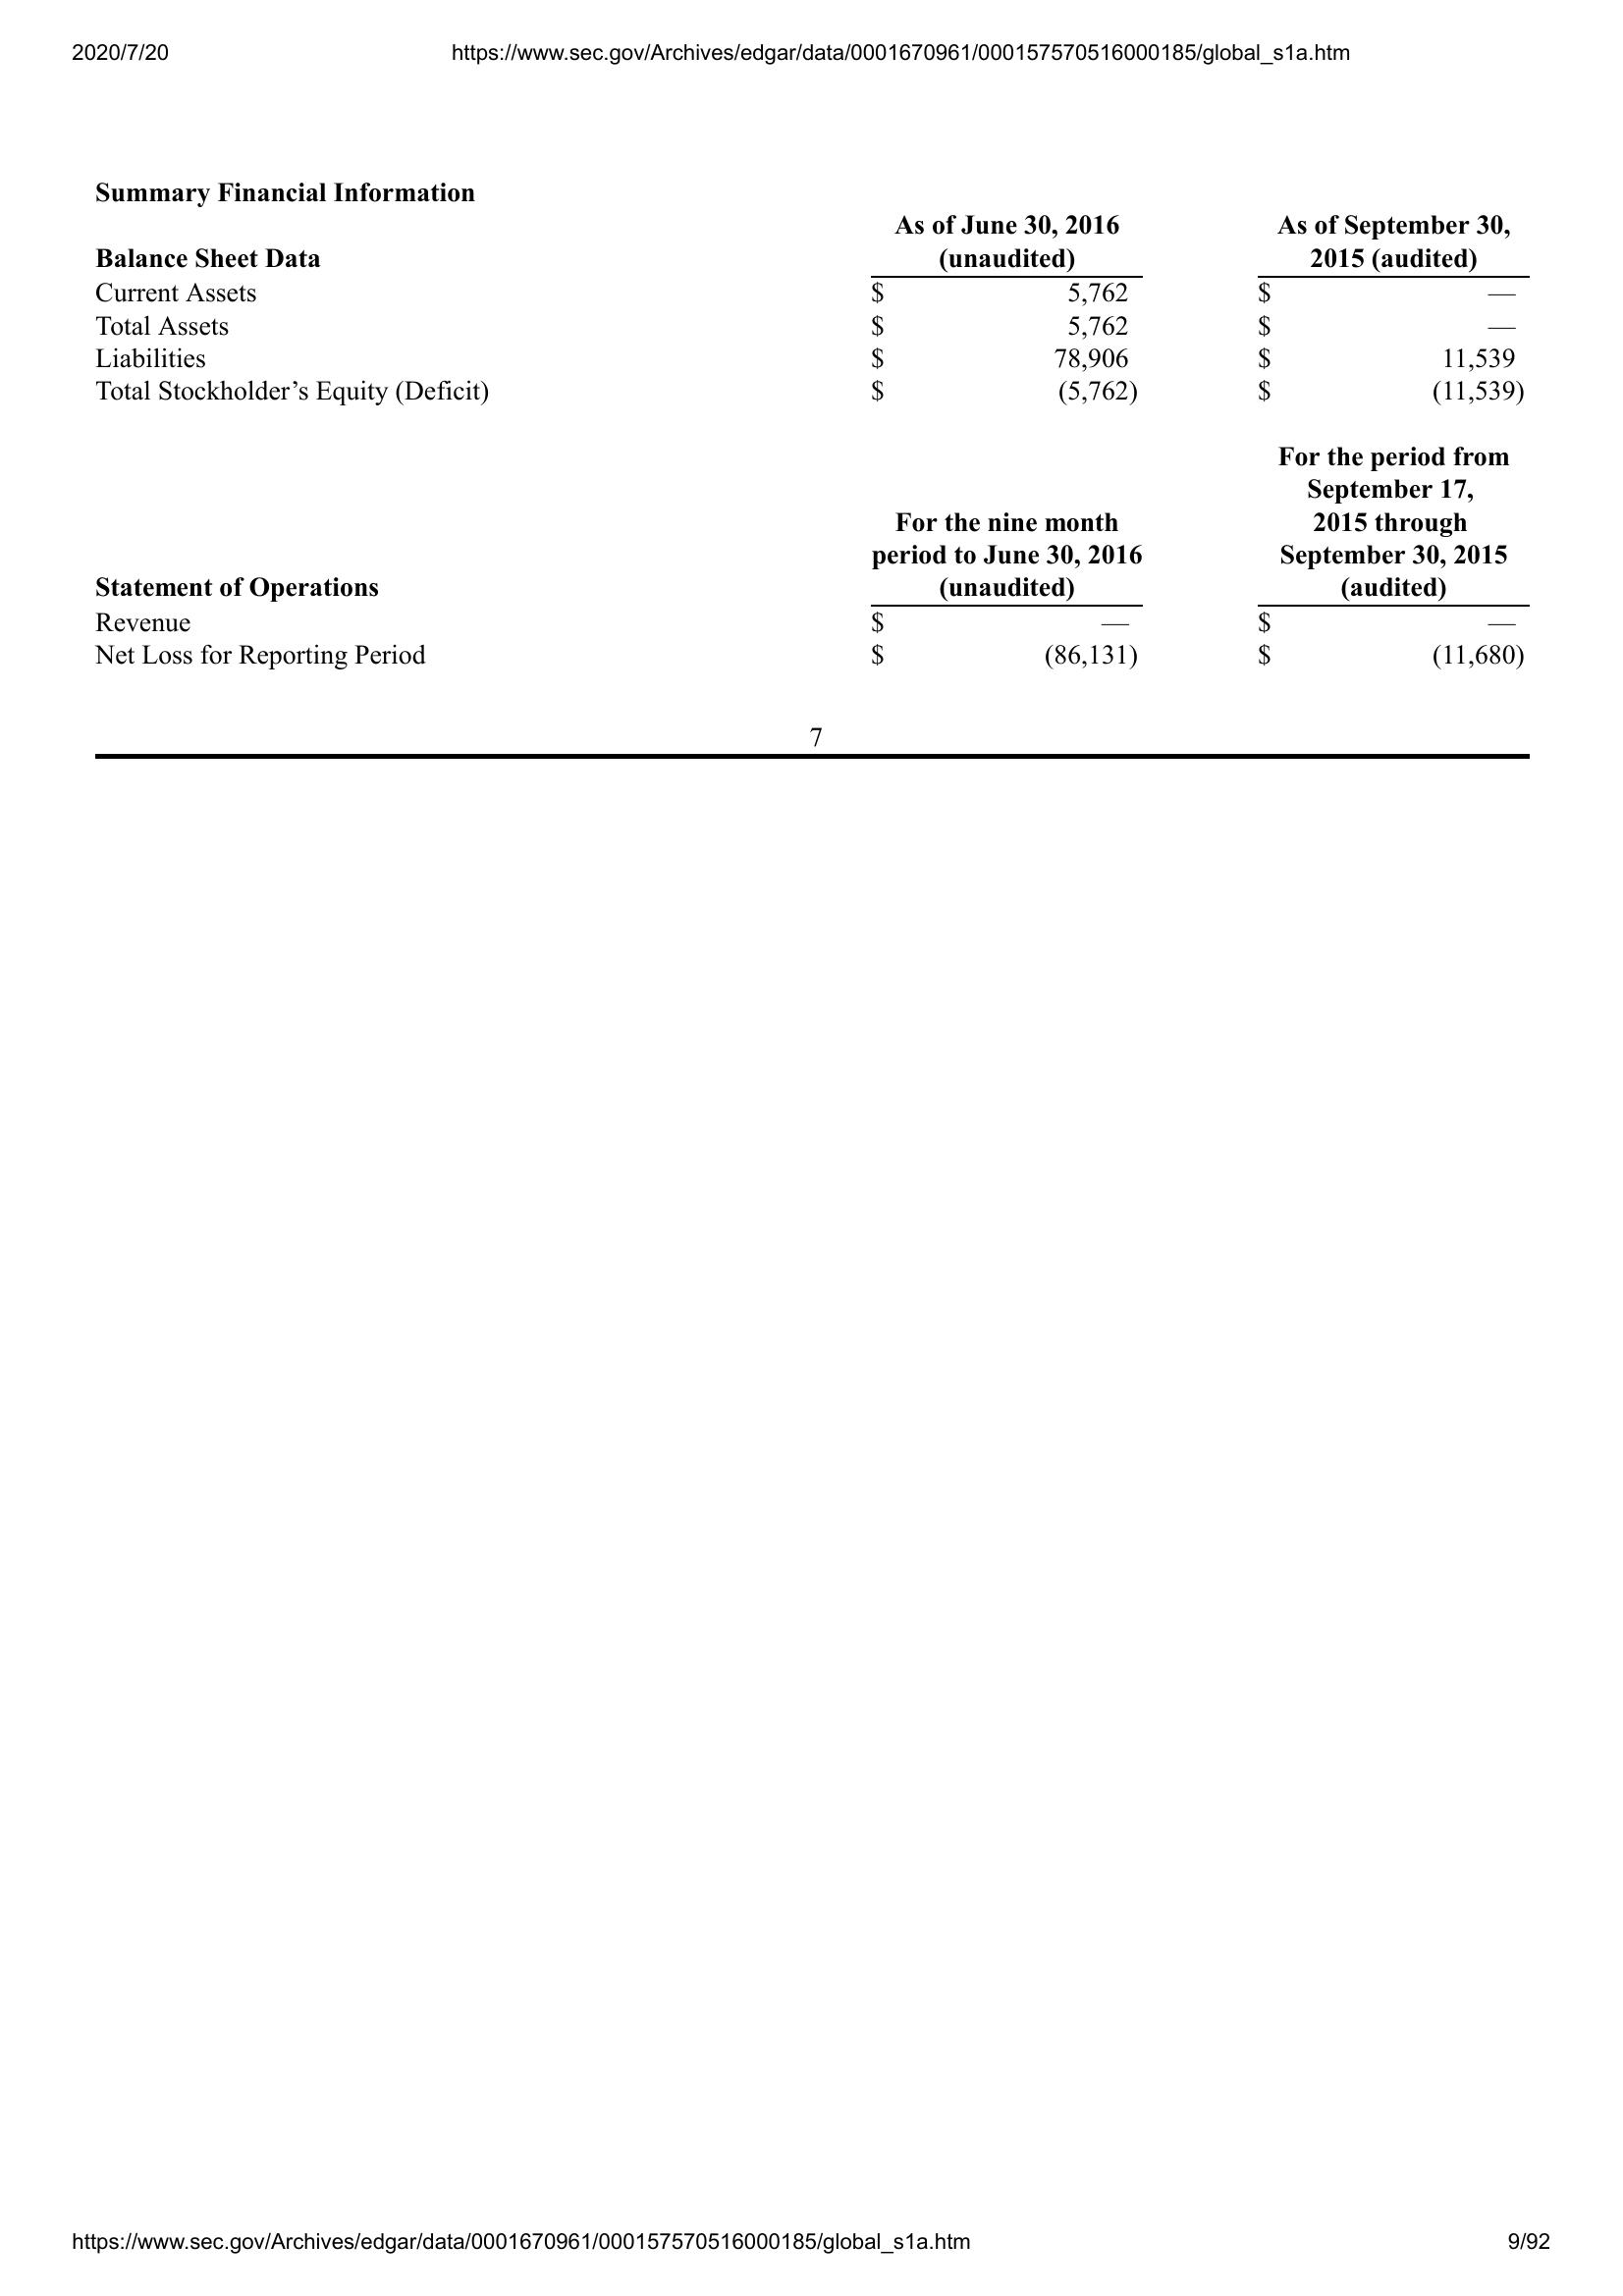 2020/7/20 https://www.sec.gov/Archives/edgar/data/0001670961/000157570516000185/global_s1a.htm
Summary Financial Information
As of June 30, 2016 As of September 30,
Balance Sheet Data (unaudited) 2015 (audited)
Current Assets $ 5,762 $ —
Total Assets $ 5,762 $ —
Liabilities $ 78,906 $ 11,539
Total Stockholder’s Equity (Deficit) $ (5,762) $ (11,539)
For the period from
September 17,
For the nine month 2015 through
period to June 30, 2016 September 30, 2015
Statement of Operations (unaudited) (audited)
Revenue $ — $ —
Net Loss for Reporting Period $ (86,131) $ (11,680)
7
https://www.sec.gov/Archives/edgar/data/0001670961/000157570516000185/global_s1a.htm 9/92